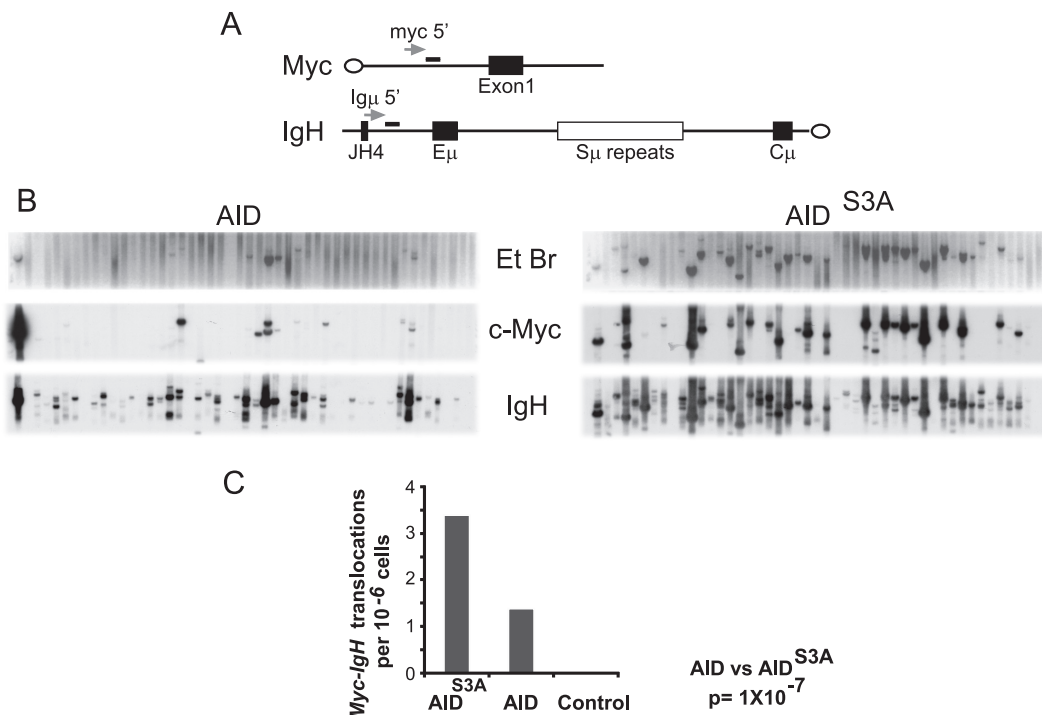 A
myc 5'
Myc
Exon1
Igμ 5'
IgH
JH4
Eμ
Sμ repeats
Cμ
B
AID
AID S3A
Et Br
c-Myc
IgH
C
Myc-IgH translocations
per 10-6 cells
4
3
2
1
0
AID S3A
AID
Control
AID vs AID S3A
p= 1X10-7